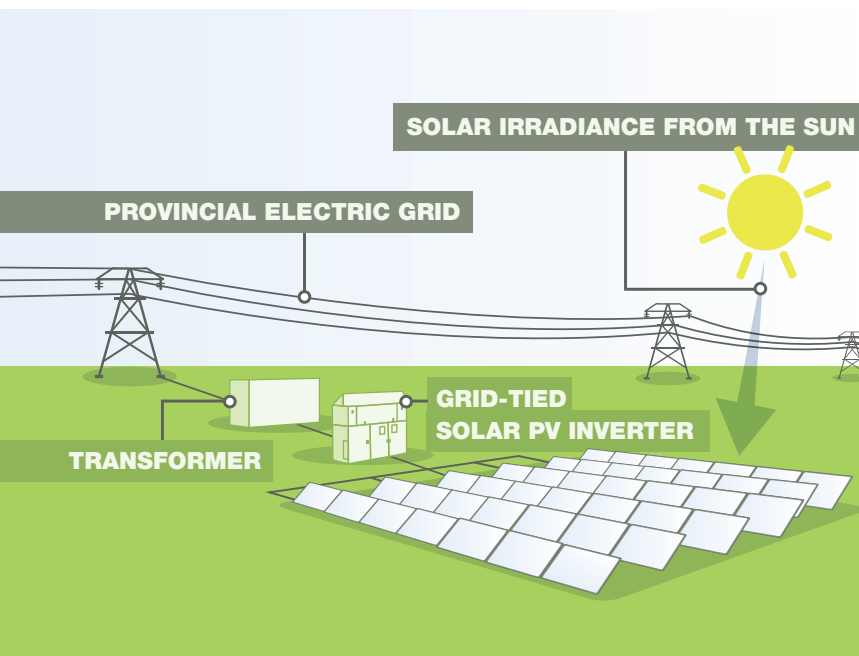 SOLAR IRRADIANCE FROM THE SUN
PROVINCIAL ELECTRIC GRID
GRID-TIED
SOLAR PV INVERTER
TRANSFORMER